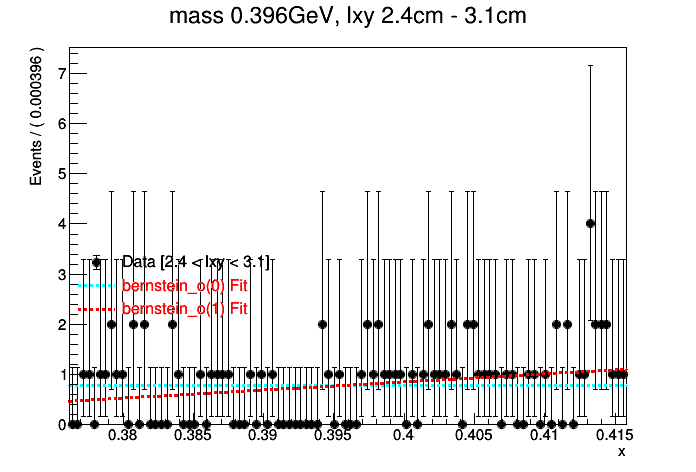 mass 0.396GeV, lxy 2.4cm - 3.1cm
Events / ( 0.000396 )
7
6
5
4
3
2
1
0
Data [2.4 < lxy < 3.1]
bernstein_o(0) Fit
bernstein_o(1) Fit
0.38 0.385 0.39 0.395 0.4 0.405 0.41 0.415
x